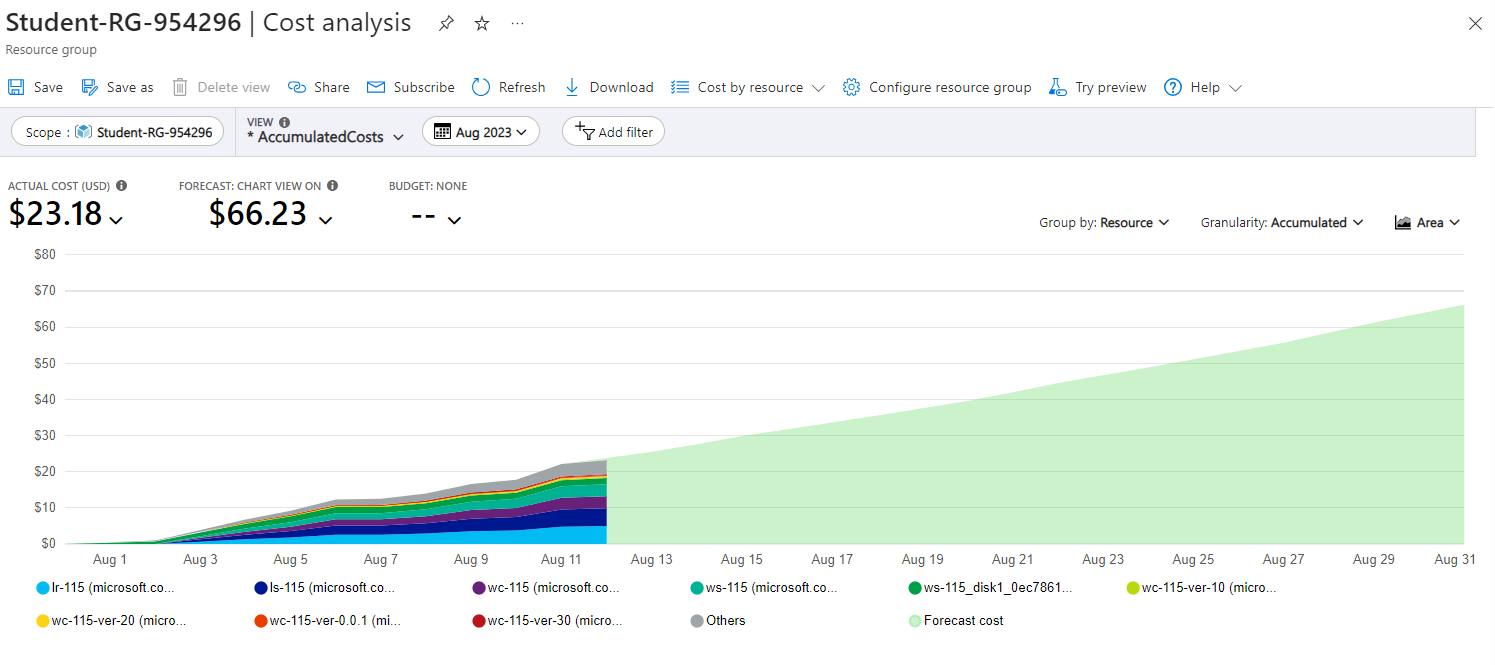 Student-RG-954296 | Cost analysis
Resource group
Save Save as Delete view Share Subscribe Refresh Download Cost by resource Configure resource group Try preview Help
Scope : Student-RG-954296
VIEW
* AccumulatedCosts
Aug 2023
Add filter
ACTUAL COST (USD) FORECAST: CHART VIEW ON BUDGET: NONE
$23.18 $66.23 --
Group by: Resource Granularity: Accumulated Area
$80
$70
$60
$50
$40
$30
$20
$10
$0
Aug 1 Aug 3 Aug 5 Aug 7 Aug 9 Aug 11 Aug 13 Aug 15 Aug 17 Aug 19 Aug 21 Aug 23 Aug 25 Aug 27 Aug 29 Aug 31
lr-115 (microsoft.co... ls-115 (microsoft.co... wc-115 (microsoft.co... ws-115 (microsoft.co... ws-115_disk1_0ec7861... wc-115-ver-10 (micro...
wc-115-ver-20 (micro... wc-115-ver-0.0.1 (mi... wc-115-ver-30 (micro... Others Forecast cost